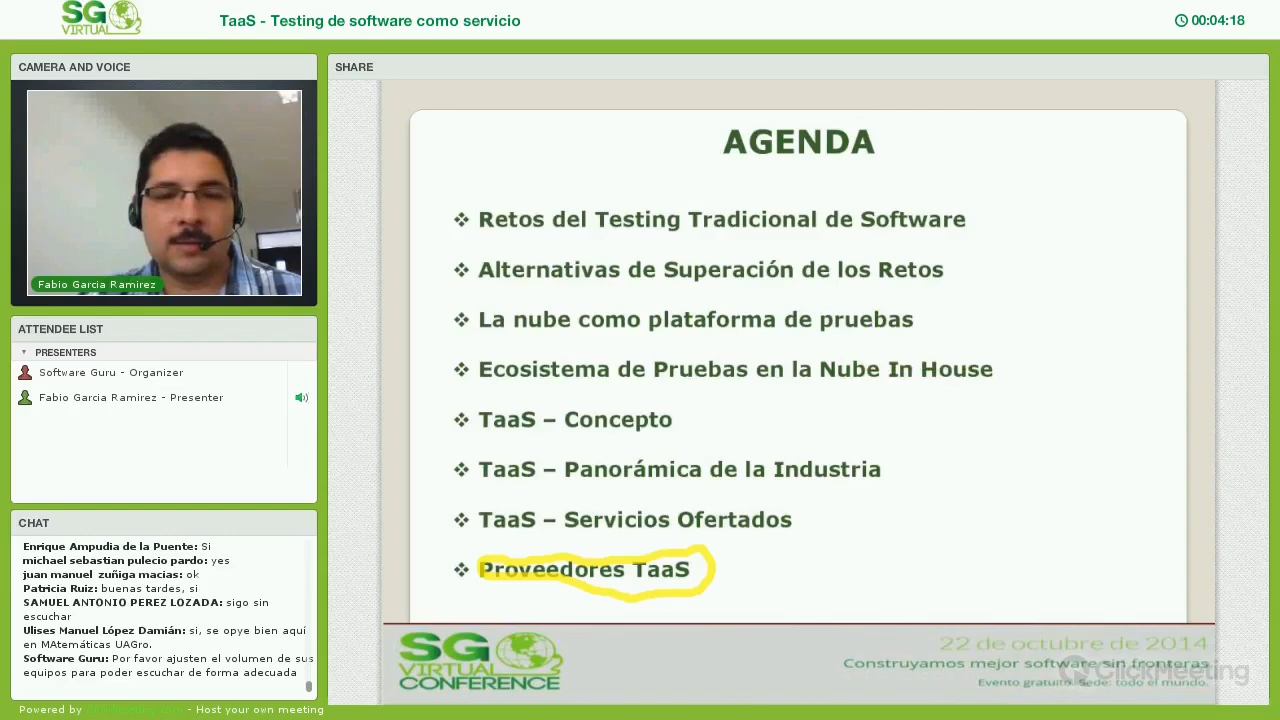 SG
VIRTUAL
TaaS - Testing de software como servicio
00:04:18
CAMERA AND VOICE
Fabio Garcia Ramirez
ATTENDEE LIST
PRESENTERS
Software Guru - Organizer
Fabio Garcia Ramirez - Presenter
CHAT
Enrique Ampudia de la Puente: Si
michael sebastian pulecio pardo: yes
juan manuel zuñiga macias: ok
Patricia Ruiz: buenas tardes, si
SAMUEL ANTONIO PEREZ LOZADA: sigo sin
escuchar
Ulises Manuel López Damián: si, se opye bien aquí
en MAtemáticas UAGro.
Software Guru: Por favor ajusten el volumen de sus
equipos para poder escuchar de forma adecuada
Powered by ClickMeeting.com - Host your own meeting
SHARE
AGENDA
❖ Retos del Testing Tradicional de Software
❖ Alternativas de Superación de los Retos
❖ La nube como plataforma de pruebas
❖ Ecosistema de Pruebas en la Nube In House
❖ TaaS – Concepto
❖ TaaS – Panorámica de la Industria
❖ TaaS – Servicios Ofertados
❖ Proveedores TaaS
SG
VIRTUAL
CONFERENCE
22 de octubre de 2014
Construyamos mejor software sin fronteras
Evento gratuito. Sede: todo el mundo.
ClickMeeting